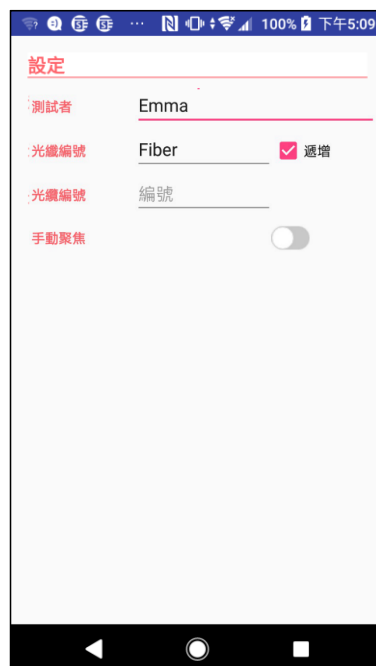 100% 下午5:09
設定
測試者 Emma
光纖編號 Fiber 遞增
光纜編號 編號
手動聚焦